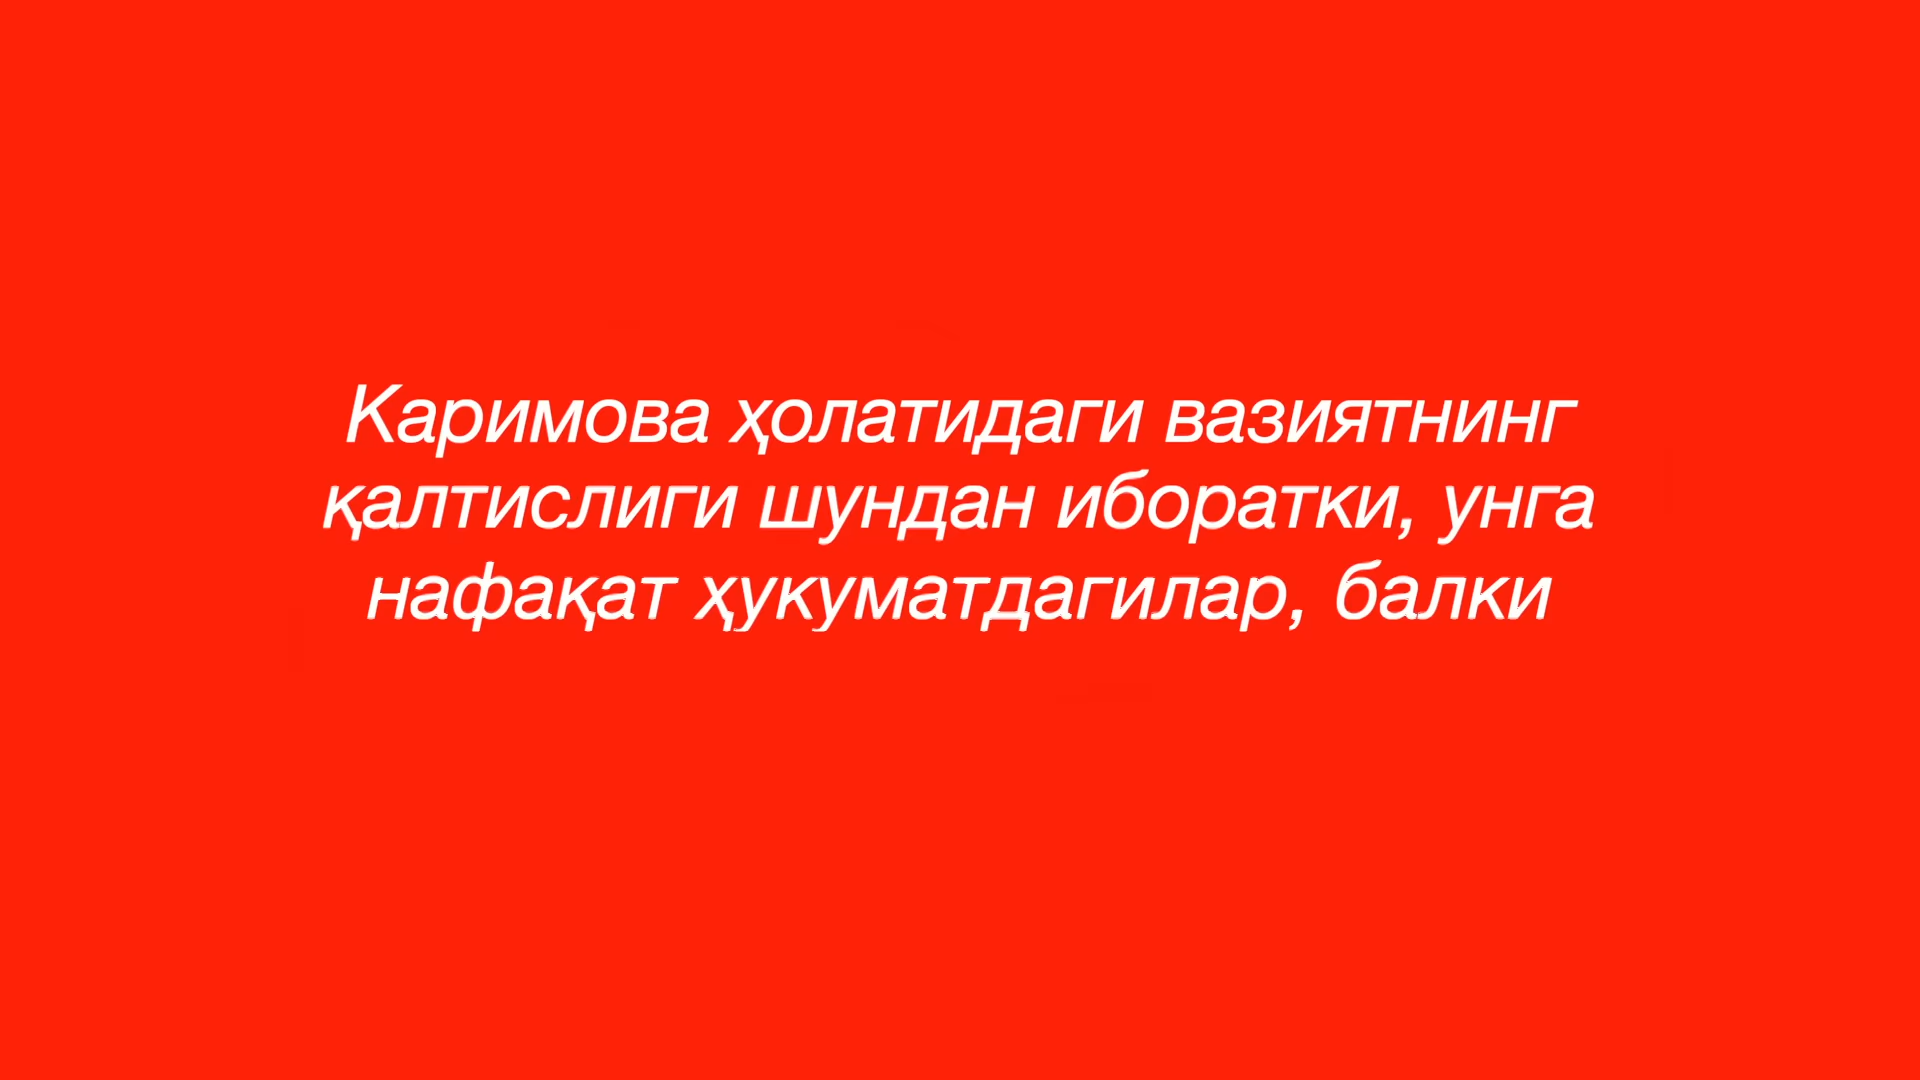 Каримова ҳолатидаги вазиятнинг
қалтислиги шундан иборатки, унга
нафақат ҳукуматдагилар, балки